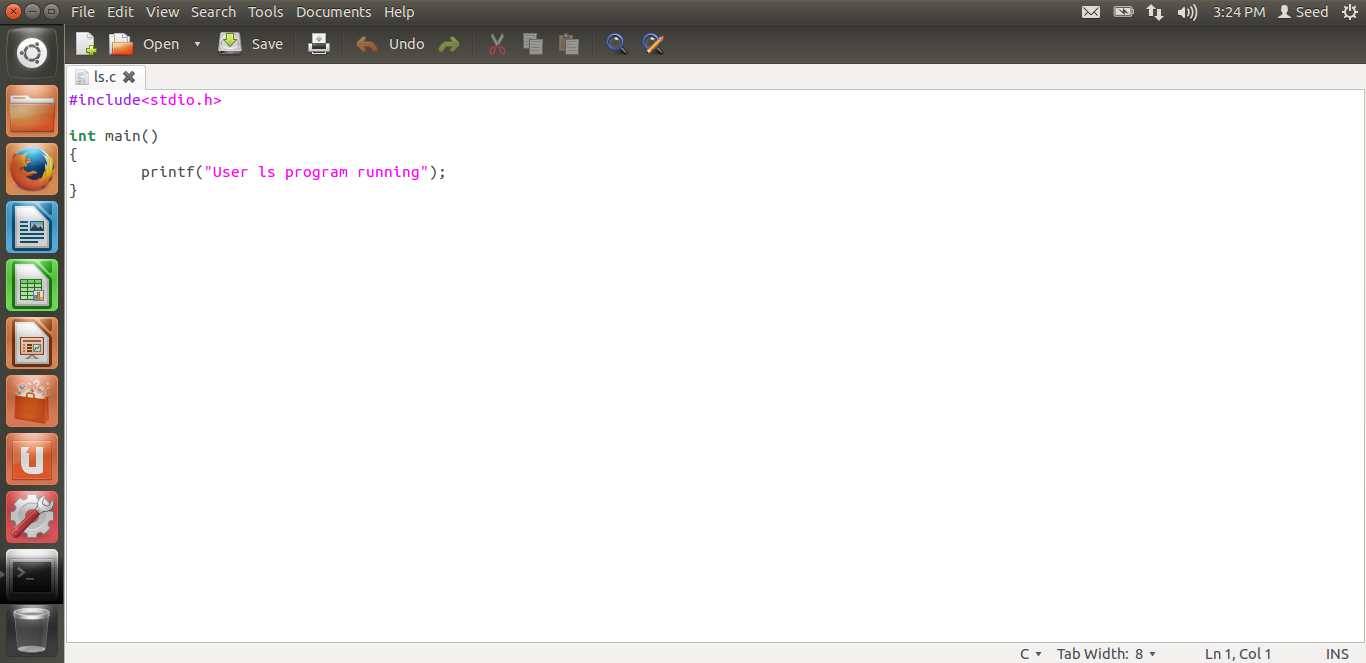 File Edit View Search Tools Documents Help 3:24 PM Seed
Open Save Undo
ls.c
#include<stdio.h>
int main()
{
printf("User ls program running");
}
C Tab Width: 8 Ln 1, Col 1 INS